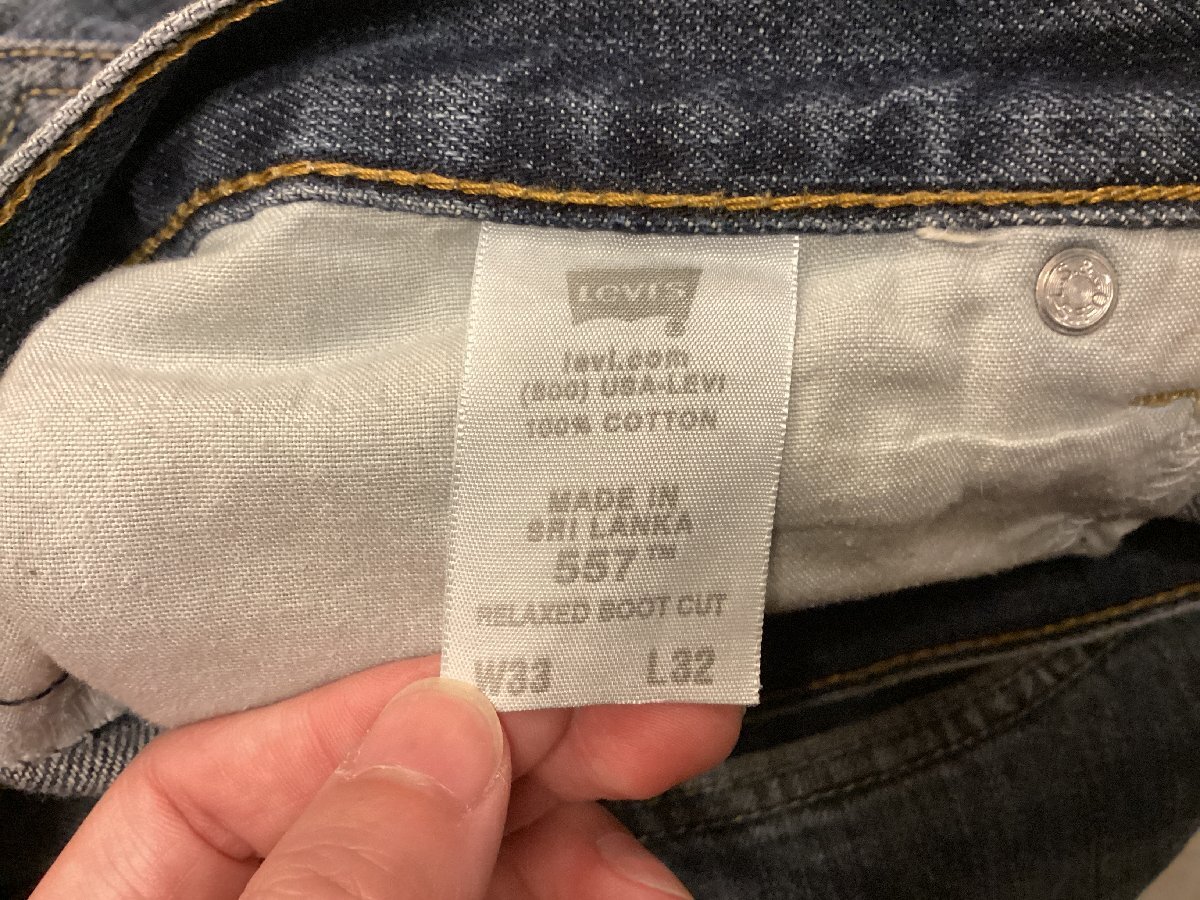 LEVI'S
levi.com
(800) USA-LEVI
100% COTTON
MADE IN
SRI LANKA
557™
RELAXED BOOT CUT
W33 L32